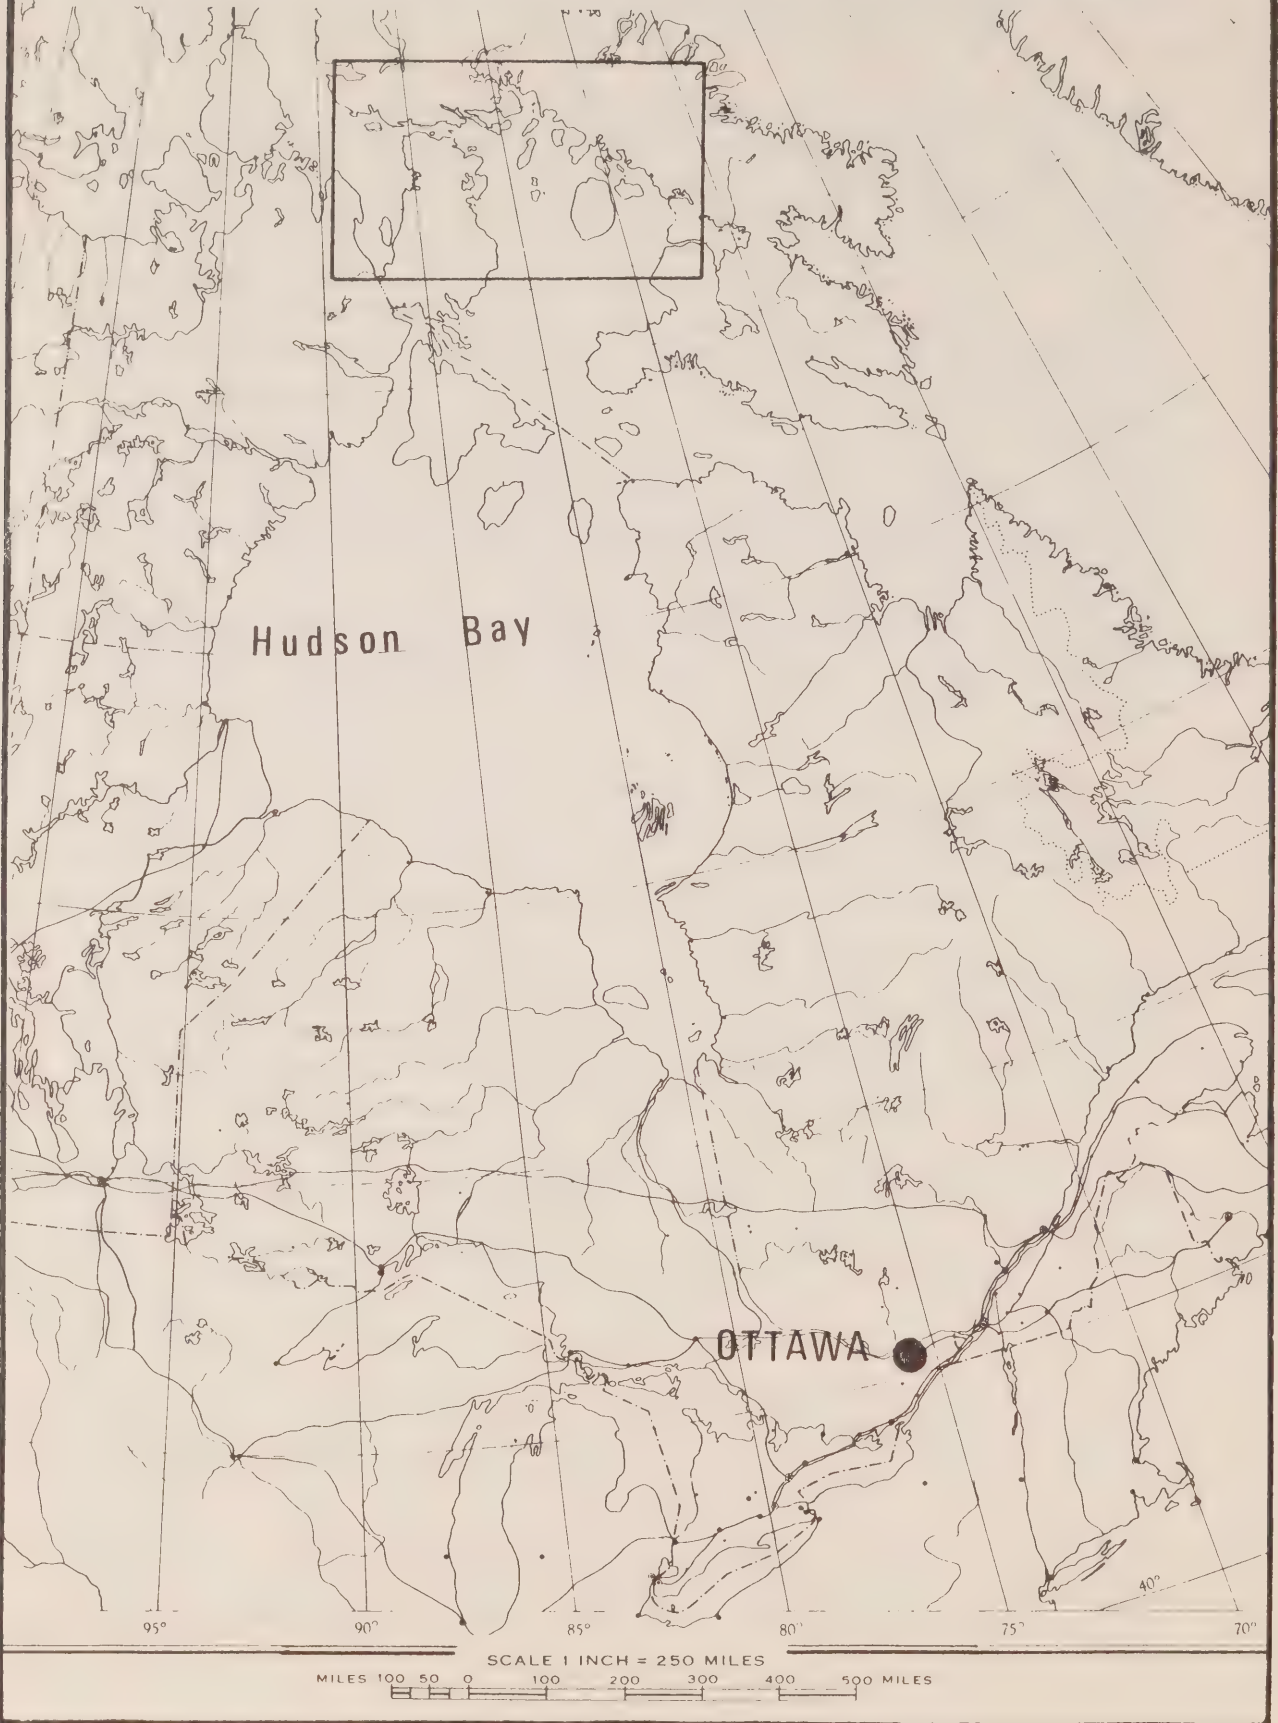 Hudson Bay
OTTAWA
40°
95° 90° 85° 80° 75° 70°
SCALE 1 INCH = 250 MILES
MILES 100 50 0 100 200 300 400 500 MILES